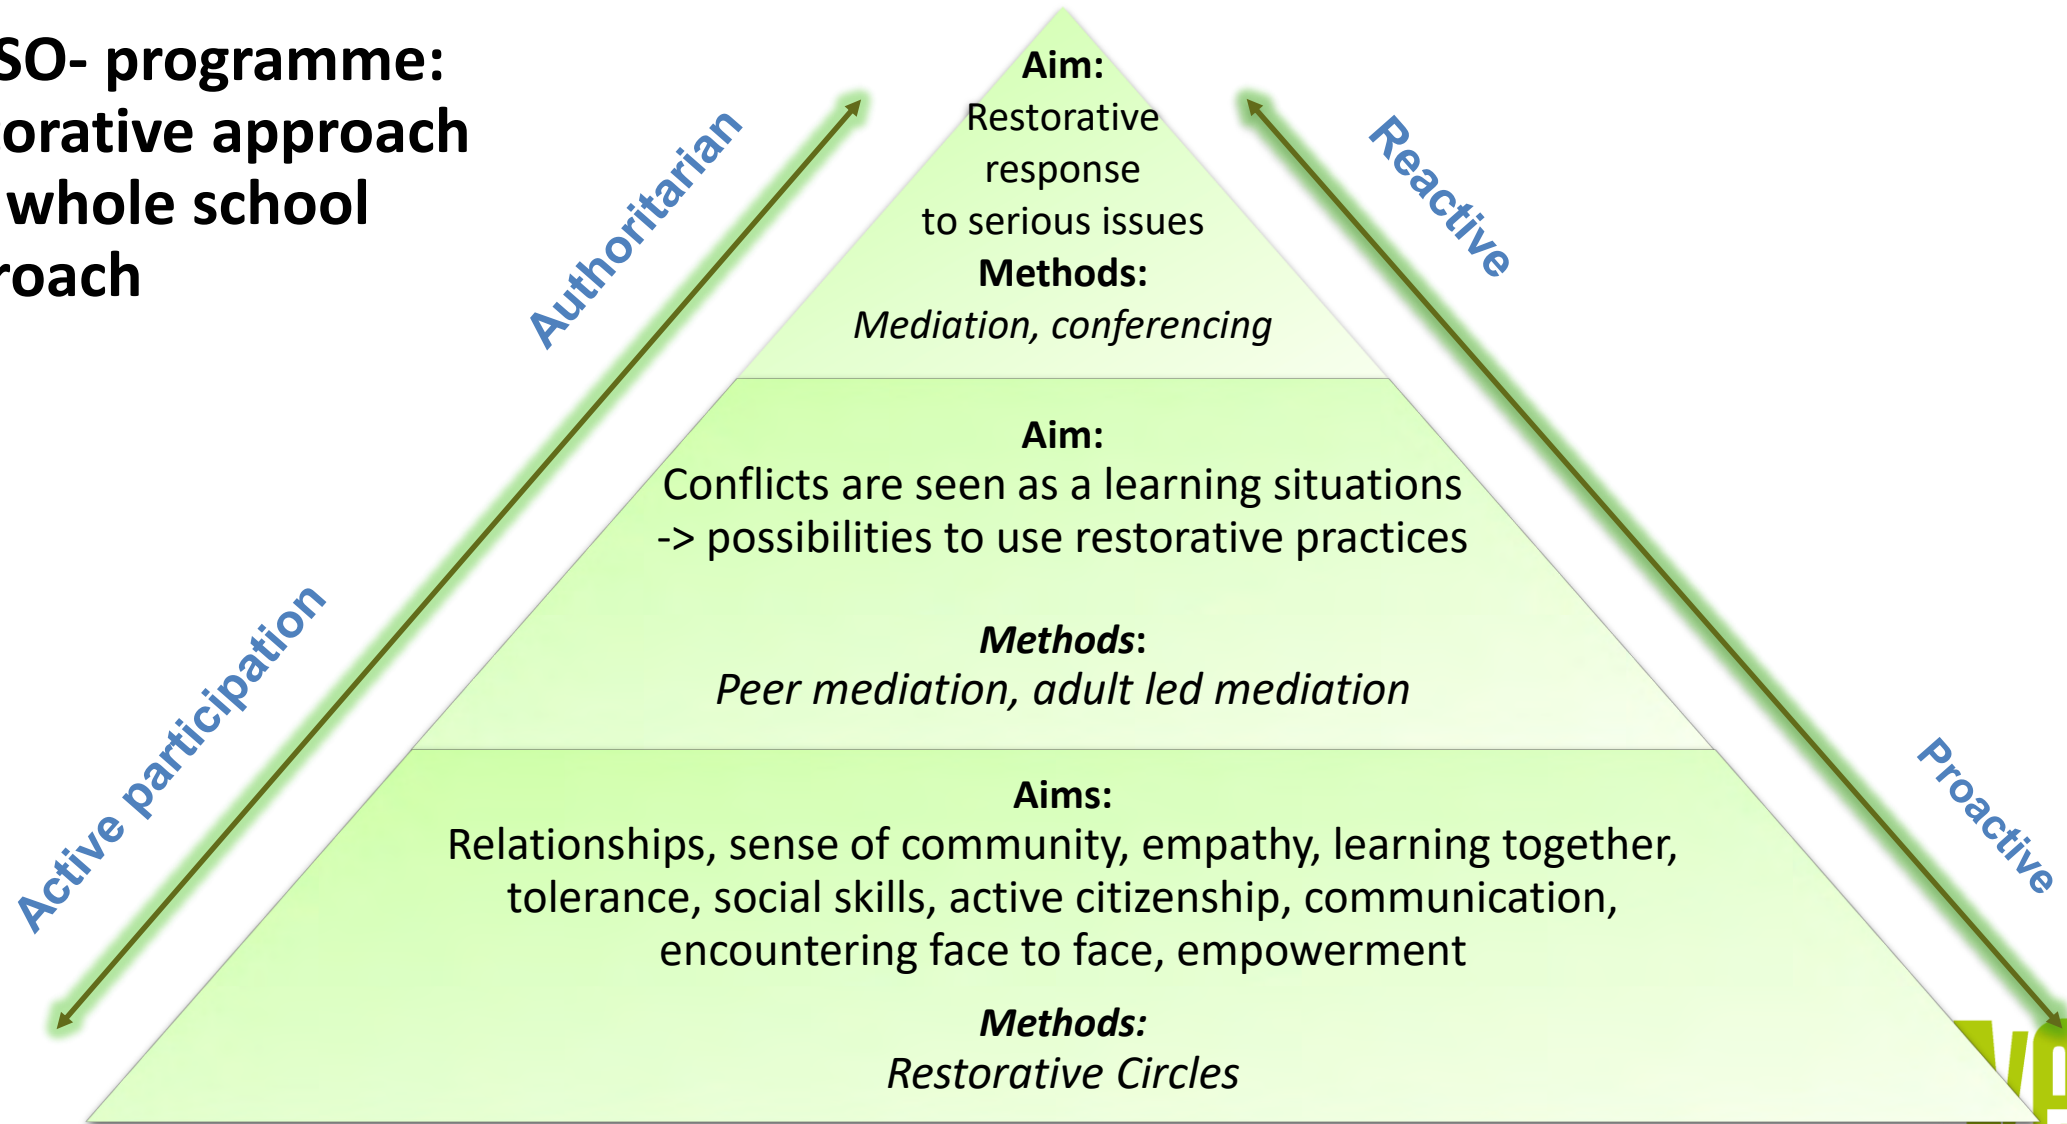 SO- programme:
orative approach
whole school
roach
Aim:
Restorative
response
to serious issues
Methods:
Mediation, conferencing
Authoritarian
Reactive
Aim:
Conflicts are seen as a learning situations
-> possibilities to use restorative practices
Methods:
Peer mediation, adult led mediation
Active participation
Proactive
Aims:
Relationships, sense of community, empathy, learning together,
tolerance, social skills, active citizenship, communication,
encountering face to face, empowerment
Methods:
Restorative Circles